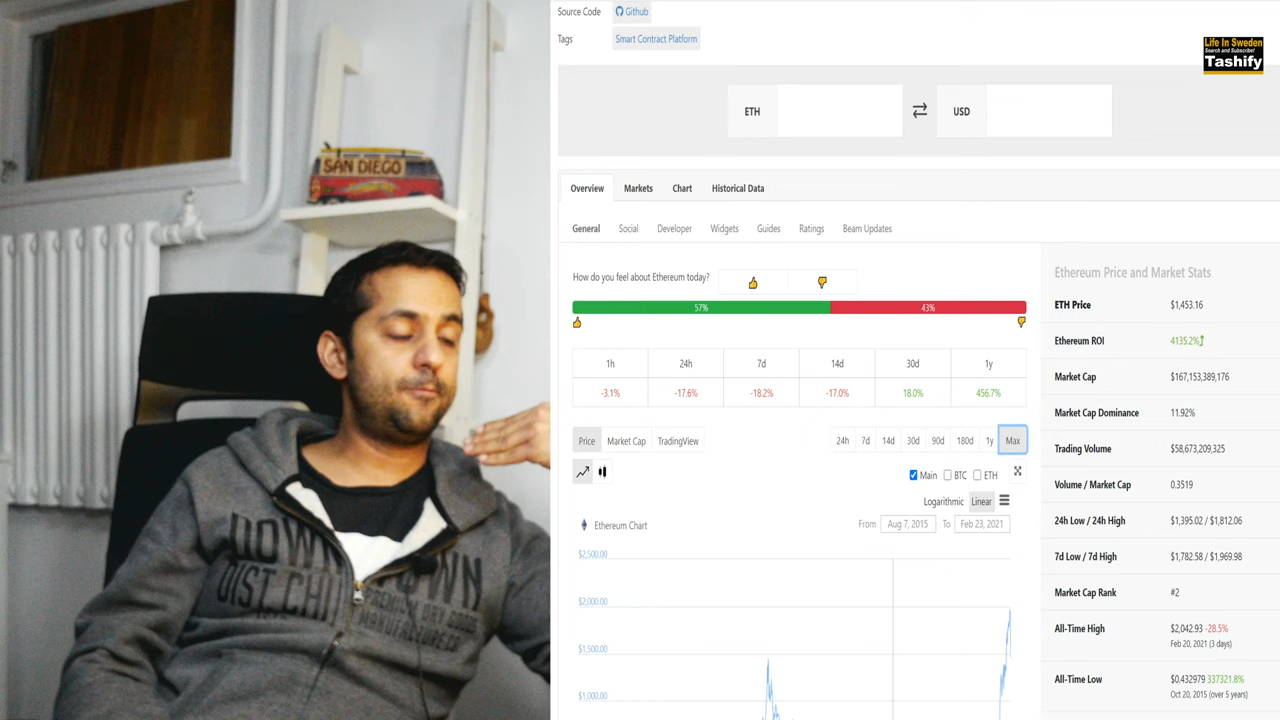 SAN DIEGO
Source Code Github
Tags Smart Contract Platform
Life In Sweden
Search and Subscribe!
Tashify
ETH USD
Overview Markets Chart Historical Data
General Social Developer Widgets Guides Ratings Beam Updates
How do you feel about Ethereum today?
57% 43%
1h 24h 7d 14d 30d 1y
-3.1% -17.6% -18.2% -17.0% 18.0% 456.7%
Price Market Cap TradingView 24h 7d 14d 30d 90d 180d 1y Max
Main BTC ETH
Logarithmic Linear
Ethereum Chart From Aug 7, 2015 To Feb 23, 2021
$2,500.00
$2,000.00
$1,500.00
$1,000.00
Ethereum Price and Market Stats
ETH Price $1,453.16
Ethereum ROI 4135.2%
Market Cap $167,153,389,176
Market Cap Dominance 11.92%
Trading Volume $58,673,209,325
Volume / Market Cap 0.3519
24h Low / 24h High $1,395.02 / $1,812.06
7d Low / 7d High $1,782.58 / $1,969.98
Market Cap Rank #2
All-Time High $2,042.93 -28.5%
Feb 20, 2021 (3 days)
All-Time Low $0.432979 337321.8%
Oct 20, 2015 (over 5 years)